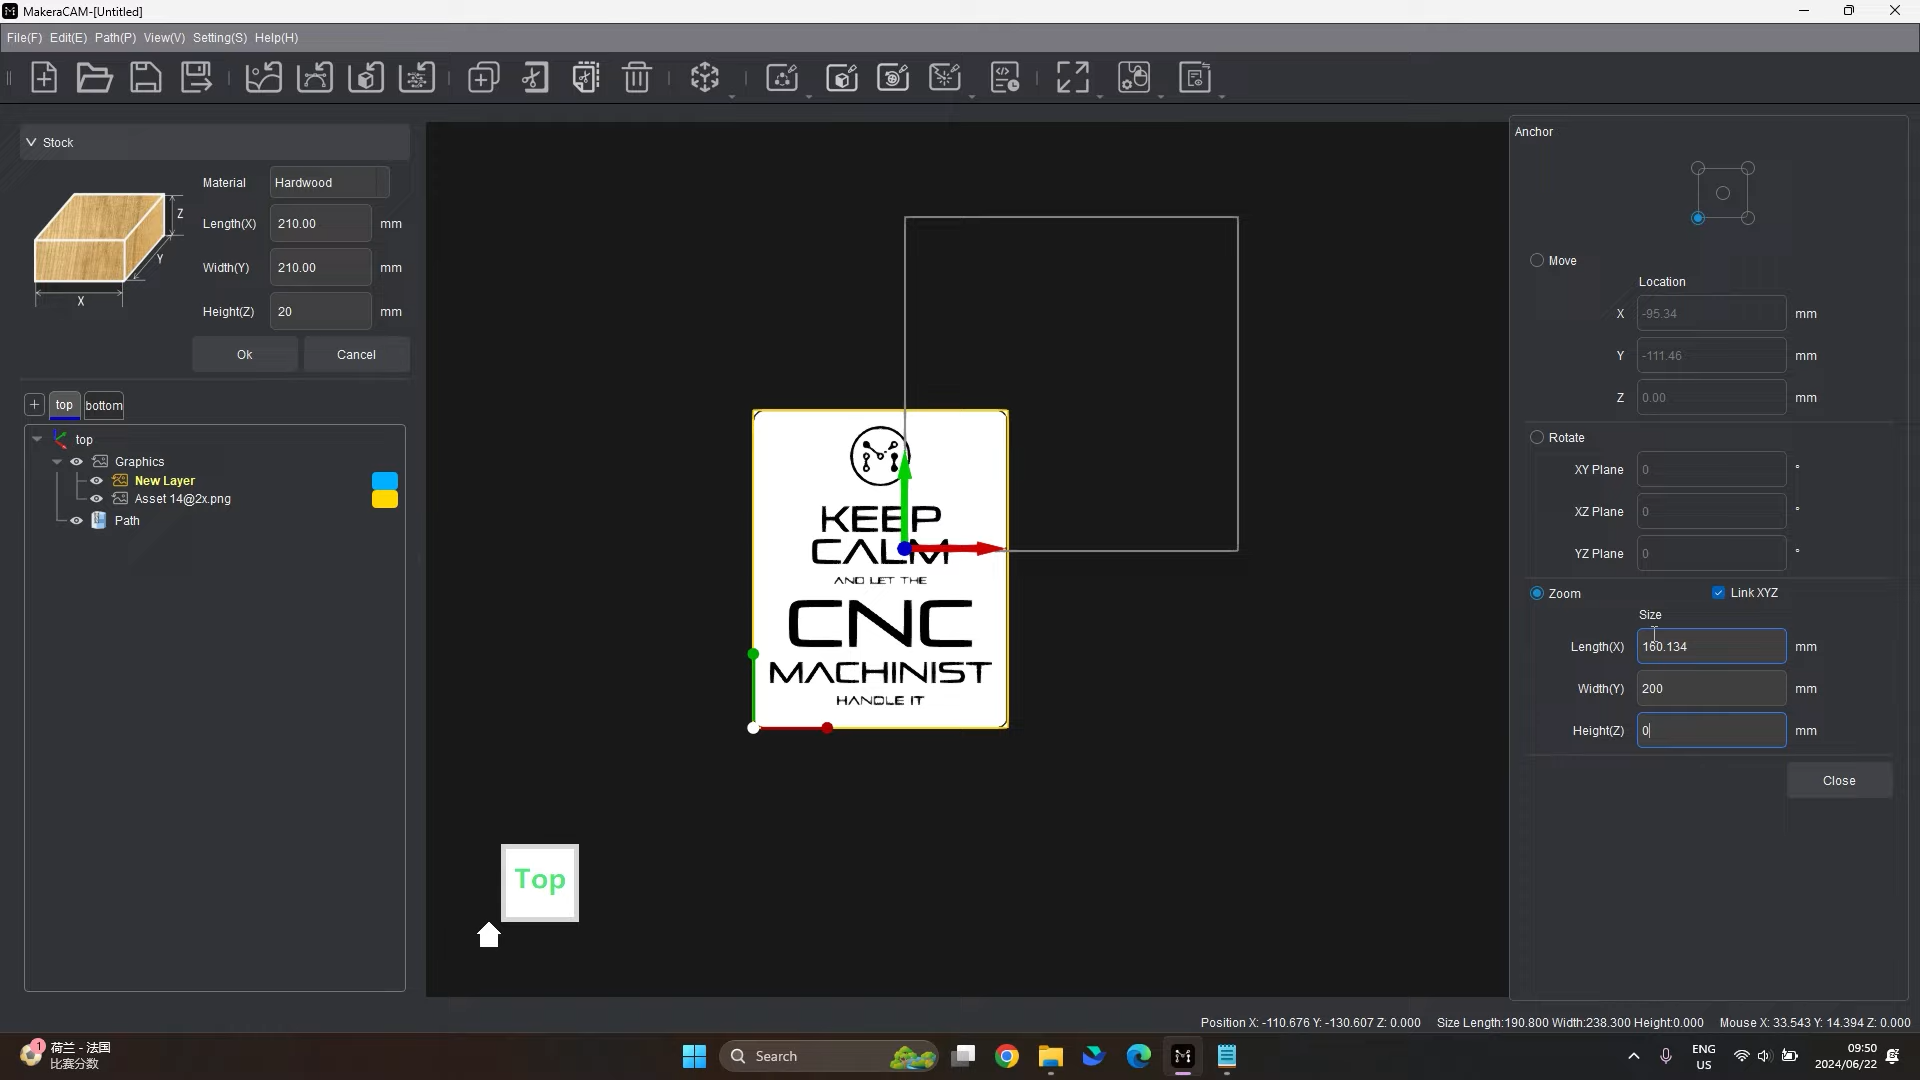 MakeraCAM-[Untitled]
File(F) Edit(E) Path(P) View(V) Setting(S) Help(H)
Stock
Material Hardwood
Length(X) 210.00 mm
Width(Y) 210.00 mm
Height(Z) 20 mm
Z
Y
X
Ok Cancel
+ top bottom
top
Graphics
New Layer
Asset 14@2x.png
Path
KEEP
CALM
AND LET THE
CNC
MACHINIST
HANDLE IT
Top
Anchor
Move
Location
X -95.34 mm
Y -111.46 mm
Z 0.00 mm
Rotate
XY Plane 0 °
XZ Plane 0 °
YZ Plane 0 °
Zoom Link XYZ
Size
Length(X) 160.134 mm
Width(Y) 200 mm
Height(Z) 0 mm
Close
Position X: -110.676 Y: -130.607 Z: 0.000 Size Length:190.800 Width:238.300 Height:0.000 Mouse X: 33.543 Y: 14.394 Z: 0.000
1
荷兰 - 法国
比赛分数
Search
ENG
US
09:50
2024/06/22